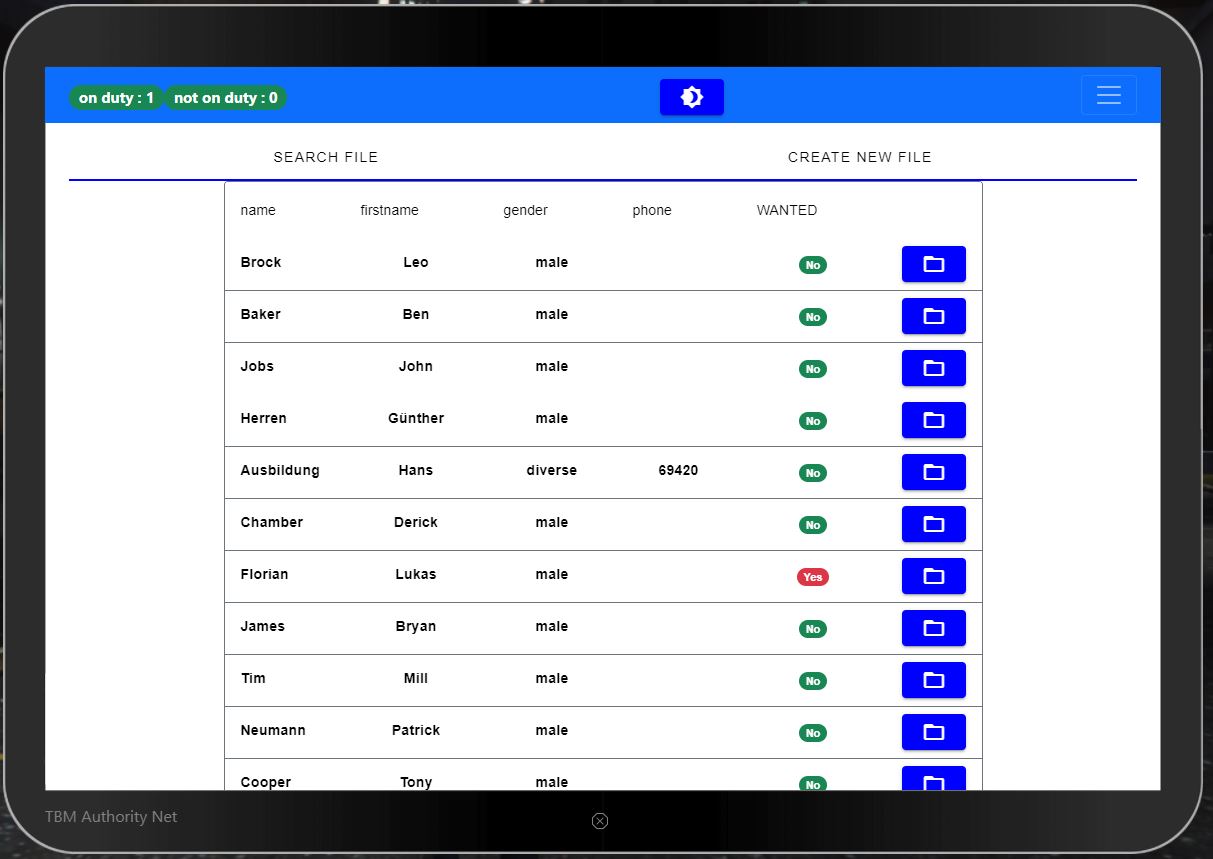 on duty : 1 not on duty : 0
SEARCH FILE CREATE NEW FILE
name firstname gender phone WANTED
Brock Leo male No
Baker Ben male No
Jobs John male No
Herren Günther male No
Ausbildung Hans diverse 69420 No
Chamber Derick male No
Florian Lukas male Yes
James Bryan male No
Tim Mill male No
Neumann Patrick male No
Cooper Tony male No
TBM Authority Net